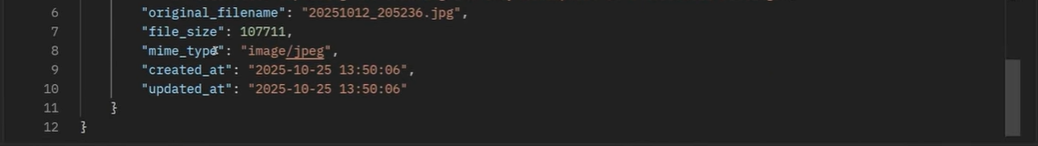 6 "original_filename": "20251012_205236.jpg",
7 "file_size": 107711,
8 "mime_type": "image/jpeg",
9 "created_at": "2025-10-25 13:50:06",
10 "updated_at": "2025-10-25 13:50:06"
11 }
12 }